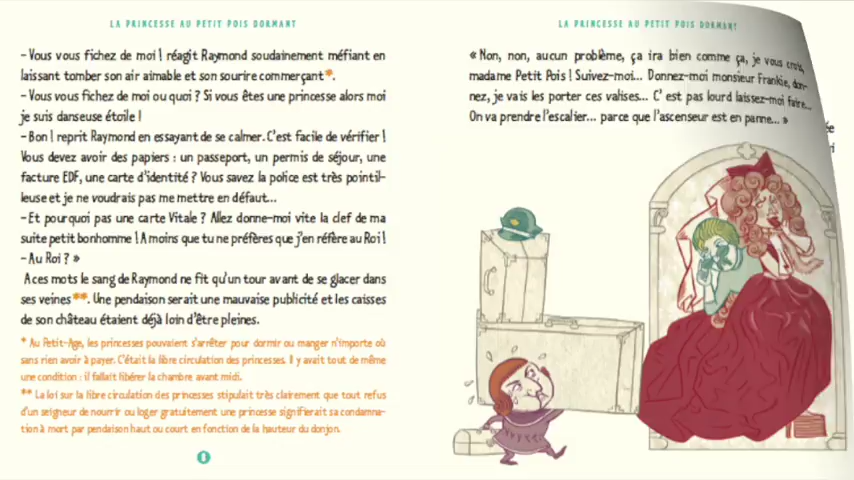 LA PRINCESSE AU PETIT POIS DORMANT
– Vous vous fichez de moi ! réagit Raymond soudainement méfiant en
laissant tomber son air aimable et son sourire commerçant*.
– Vous vous fichez de moi ou quoi ? Si vous êtes une princesse alors moi
je suis danseuse étoile !
– Bon ! reprit Raymond en essayant de se calmer. C'est facile de vérifier !
Vous devez avoir des papiers : un passeport, un permis de séjour, une
facture EDF, une carte d'identité ? Vous savez la police est très pointil-
leuse et je ne voudrais pas me mettre en défaut...
– Et pourquoi pas une carte Vitale ? Allez donne-moi vite la clef de ma
suite petit bonhomme ! A moins que tu ne préfères que j'en réfère au Roi !
– Au Roi ? »
A ces mots le sang de Raymond ne fit qu'un tour avant de se glacer dans
ses veines**. Une pendaison serait une mauvaise publicité et les caisses
de son château étaient déjà loin d'être pleines.
* Au Petit-Age, les princesses pouvaient s'arrêter pour dormir ou manger n'importe où
sans rien avoir à payer. C'était la libre circulation des princesses. Il y avait tout de même
une condition : il fallait libérer la chambre avant midi.
** La loi sur la libre circulation des princesses stipulait très clairement que tout refus
d'un seigneur de nourrir ou loger gratuitement une princesse signifierait sa condamna-
tion à mort par pendaison haut ou court en fonction de la hauteur du donjon.
8
LA PRINCESSE AU PETIT POIS DORMANT
« Non, non, aucun problème, ça ira bien comme ça, je vous crois,
madame Petit Pois ! Suivez-moi... Donnez-moi monsieur Frankie, don-
nez, je vais les porter ces valises... C'est pas lourd laissez-moi faire...
On va prendre l'escalier... parce que l'ascenseur est en panne... »